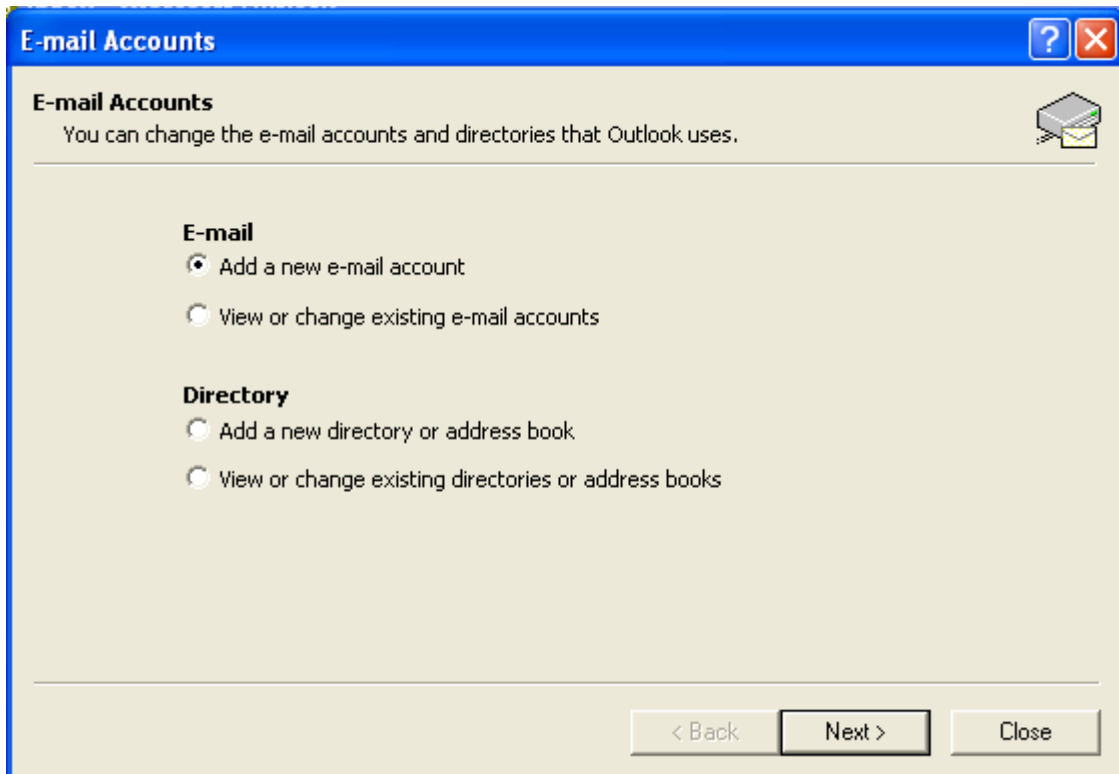 E-mail Accounts
E-mail Accounts
You can change the e-mail accounts and directories that Outlook uses.
E-mail
Add a new e-mail account
View or change existing e-mail accounts
Directory
Add a new directory or address book
View or change existing directories or address books
< Back
Next >
Close